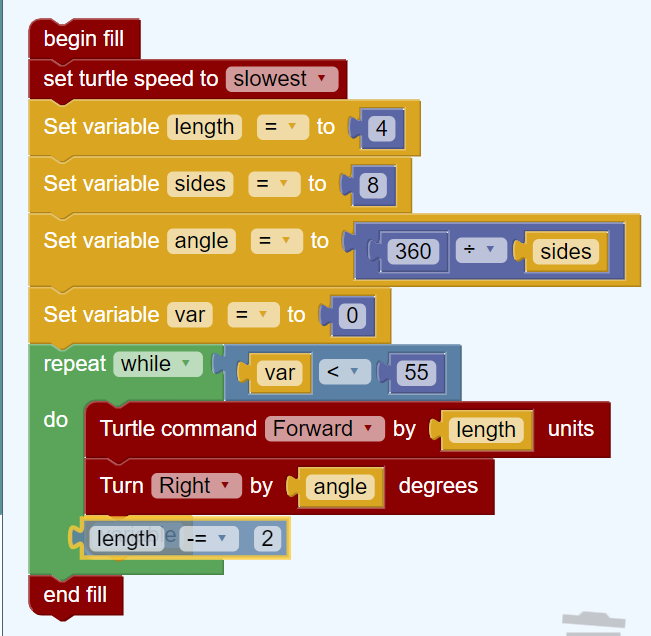 begin fill
set turtle speed to slowest
Set variable length = to 4
Set variable sides = to 8
Set variable angle = to 360 ÷ sides
Set variable var = to 0
repeat while var < 55
do Turtle command Forward by length units
Turn Right by angle degrees
length -= 2
end fill